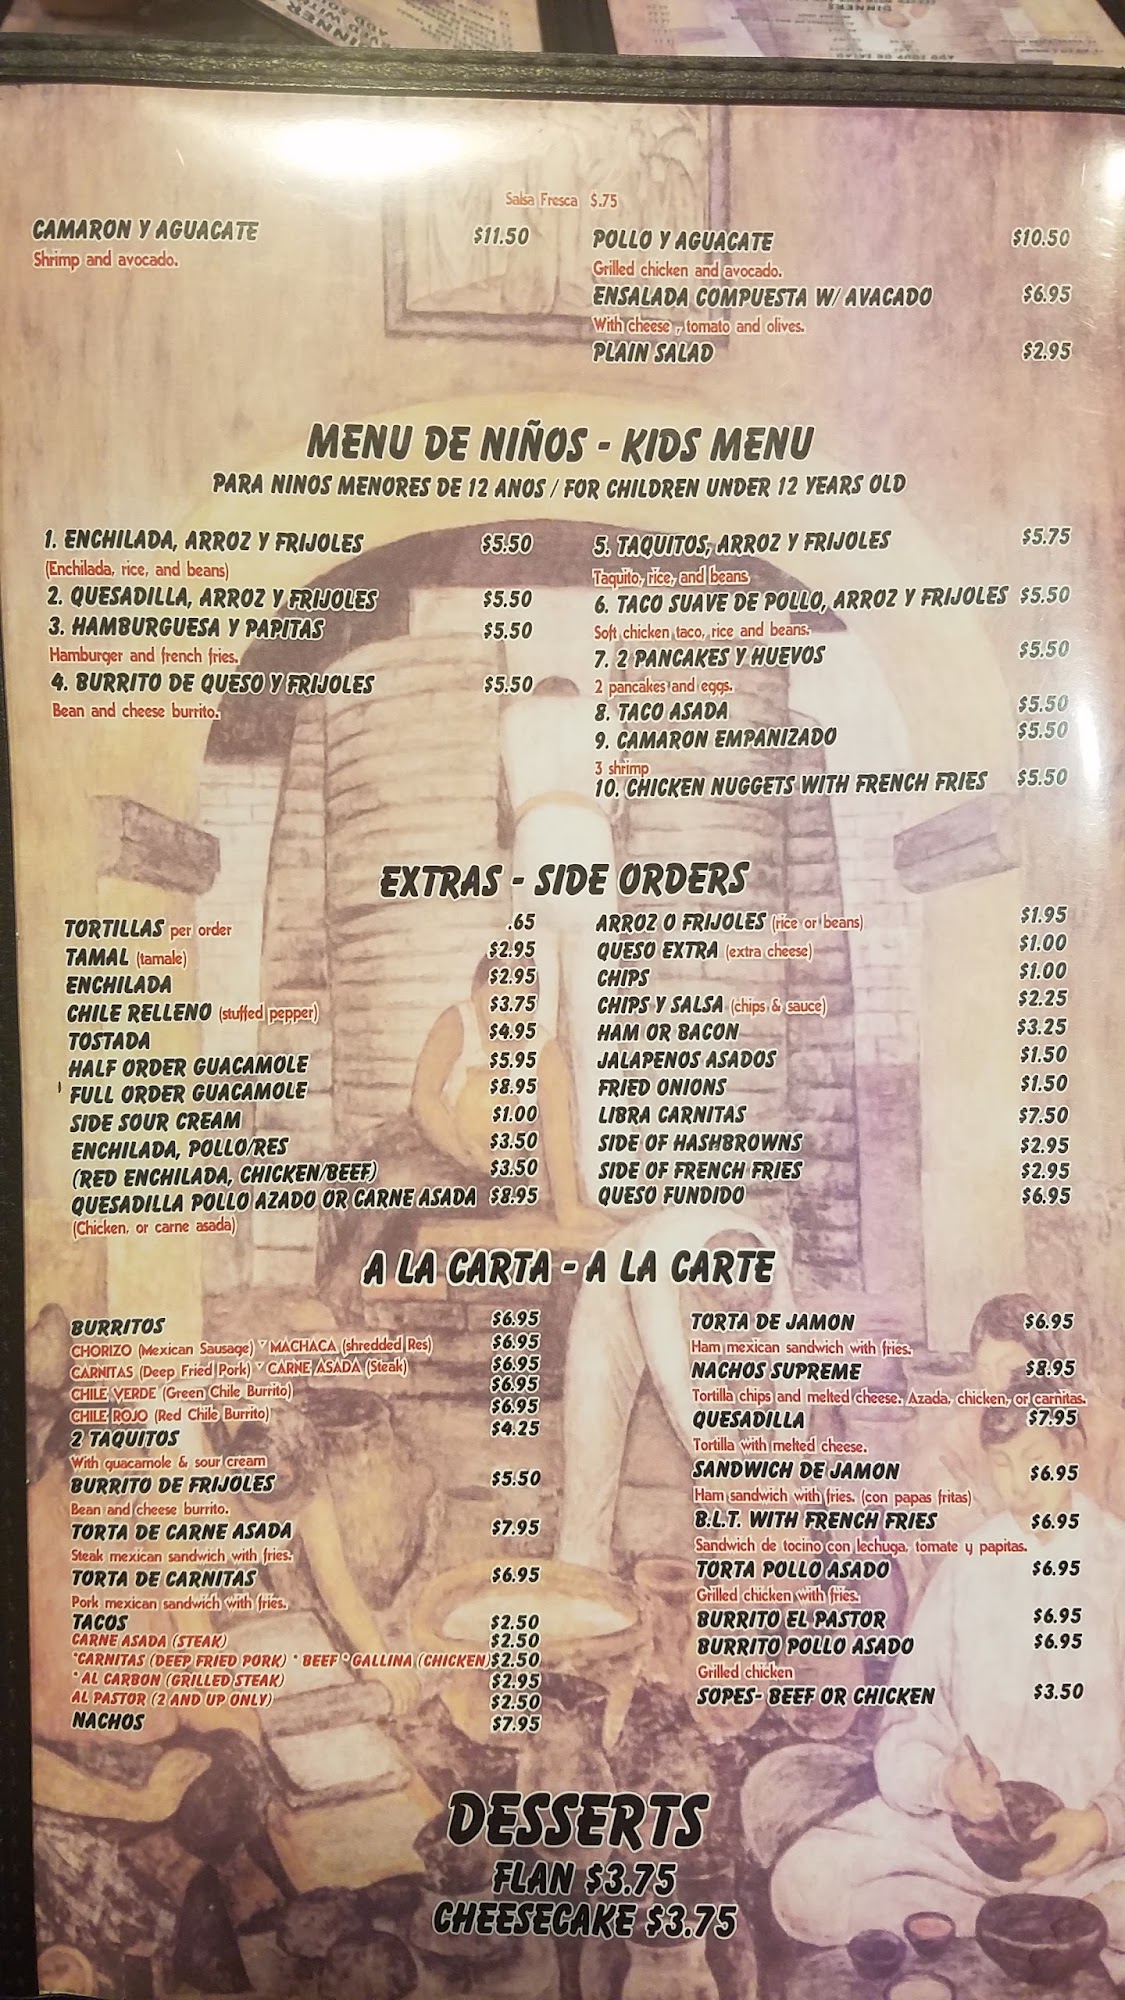 Salsa Fresca $.75
CAMARON Y AGUACATE $11.50
Shrimp and avocado.
POLLO Y AGUACATE $10.50
Grilled chicken and avocado.
ENSALADA COMPUESTA W/ AVACADO $6.95
With cheese , tomato and olives.
PLAIN SALAD $2.95
MENU DE NIÑOS - KIDS MENU
PARA NINOS MENORES DE 12 ANOS / FOR CHILDREN UNDER 12 YEARS OLD
1. ENCHILADA, ARROZ Y FRIJOLES $5.50
(Enchilada, rice, and beans)
2. QUESADILLA, ARROZ Y FRIJOLES $5.50
3. HAMBURGUESA Y PAPITAS $5.50
Hamburger and french fries.
4. BURRITO DE QUESO Y FRIJOLES $5.50
Bean and cheese burrito.
5. TAQUITOS, ARROZ Y FRIJOLES $5.75
Taquito, rice, and beans
6. TACO SUAVE DE POLLO, ARROZ Y FRIJOLES $5.50
Soft chicken taco, rice and beans.
7. 2 PANCAKES Y HUEVOS $5.50
2 pancakes and eggs.
8. TACO ASADA $5.50
9. CAMARON EMPANIZADO $5.50
3 shrimp
10. CHICKEN NUGGETS WITH FRENCH FRIES $5.50
EXTRAS - SIDE ORDERS
TORTILLAS per order .65
TAMAL (tamale) $2.95
ENCHILADA $2.95
CHILE RELLENO (stuffed pepper) $3.75
TOSTADA $4.95
HALF ORDER GUACAMOLE $5.95
' FULL ORDER GUACAMOLE $8.95
SIDE SOUR CREAM $1.00
ENCHILADA, POLLO/RES $3.50
(RED ENCHILADA, CHICKEN/BEEF) $3.50
QUESADILLA POLLO AZADO OR CARNE ASADA $8.95
(Chicken, or carne asada)
ARROZ O FRIJOLES (rice or beans) $1.95
QUESO EXTRA (extra cheese) $1.00
CHIPS $1.00
CHIPS Y SALSA (chips & sauce) $2.25
HAM OR BACON $3.25
JALAPENOS ASADOS $1.50
FRIED ONIONS $1.50
LIBRA CARNITAS $7.50
SIDE OF HASHBROWNS $2.95
SIDE OF FRENCH FRIES $2.95
QUESO FUNDIDO $6.95
A LA CARTA - A LA CARTE
BURRITOS $6.95
CHORIZO (Mexican Sausage) * MACHACA (shredded Res) $6.95
CARNITAS (Deep Fried Pork) * CARNE ASADA (Steak) $6.95
CHILE VERDE (Green Chile Burrito) $6.95
CHILE ROJO (Red Chile Burrito) $6.95
2 TAQUITOS $4.25
With guacamole & sour cream
BURRITO DE FRIJOLES $5.50
Bean and cheese burrito.
TORTA DE CARNE ASADA $7.95
Steak mexican sandwich with fries.
TORTA DE CARNITAS $6.95
Pork mexican sandwich with fries.
TACOS $2.50
CARNE ASADA (STEAK) $2.50
*CARNITAS (DEEP FRIED PORK) * BEEF * GALLINA (CHICKEN) $2.50
* AL CARBON (GRILLED STEAK) $2.95
AL PASTOR (2 AND UP ONLY) $2.50
NACHOS $7.95
TORTA DE JAMON $6.95
Ham mexican sandwich with fries.
NACHOS SUPREME $8.95
Tortilla chips and melted cheese. Azada, chicken, or carnitas.
QUESADILLA $7.95
Tortilla with melted cheese.
SANDWICH DE JAMON $6.95
Ham sandwich with fries. (con papas fritas)
B.L.T. WITH FRENCH FRIES $6.95
Sandwich de tocino con lechuga, tomate y papitas.
TORTA POLLO ASADO $6.95
Grilled chicken with fries.
BURRITO EL PASTOR $6.95
BURRITO POLLO ASADO $6.95
Grilled chicken
SOPES- BEEF OR CHICKEN $3.50
DESSERTS
FLAN $3.75
CHEESECAKE $3.75